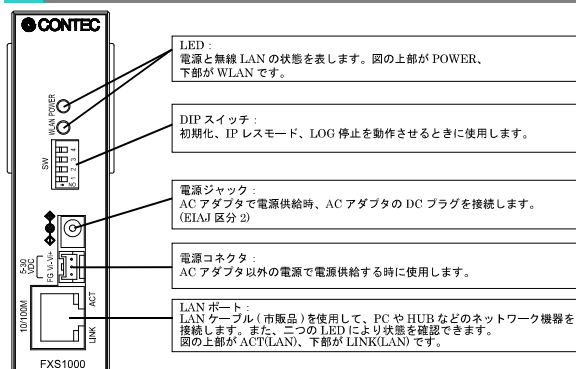 CONTEC
LED :
電源と無線 LAN の状態を表します。図の上部が POWER、
下部が WLAN です。
WLAN POWER
DIP スイッチ :
初期化、IP レスモード、LOG 停止を動作させるときに使用します。
SW
1 2 3 4
NO
電源ジャック :
AC アダプタで電源供給時、AC アダプタの DC プラグを接続します。
(EIAJ 区分 2)
5-30
VDC
FG Vi- Vi+
電源コネクタ :
AC アダプタ以外の電源で電源供給する時に使用します。
10/100M
ACT
LINK
LAN ポート :
LAN ケーブル ( 市販品 ) を使用して、PC や HUB などのネットワーク機器を
接続します。また、二つの LED により状態を確認できます。
図の上部が ACT(LAN)、下部が LINK(LAN) です。
FXS1000